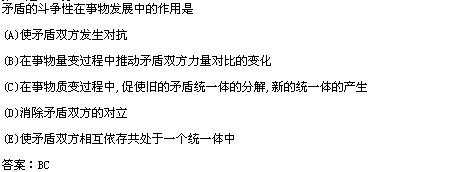 矛盾的斗争性在事物发展中的作用是
(A)使矛盾双方发生对抗
(B)在事物量变过程中推动矛盾双方力量对比的变化
(C)在事物质变过程中,促使旧的矛盾统一体的分解,新的统一体的产生
(D)消除矛盾双方的对立
(E)使矛盾双方相互依存共处于一个统一体中
答案：BC